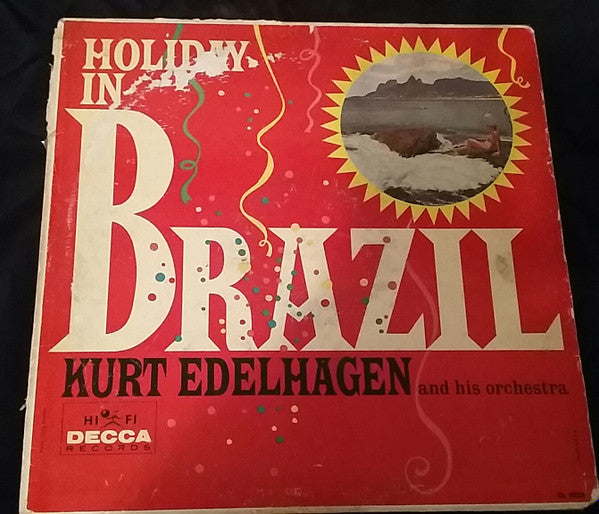 HOLIDAY
IN
BRAZIL
KURT EDELHAGEN and his orchestra
HI FI
DECCA
RECORDS